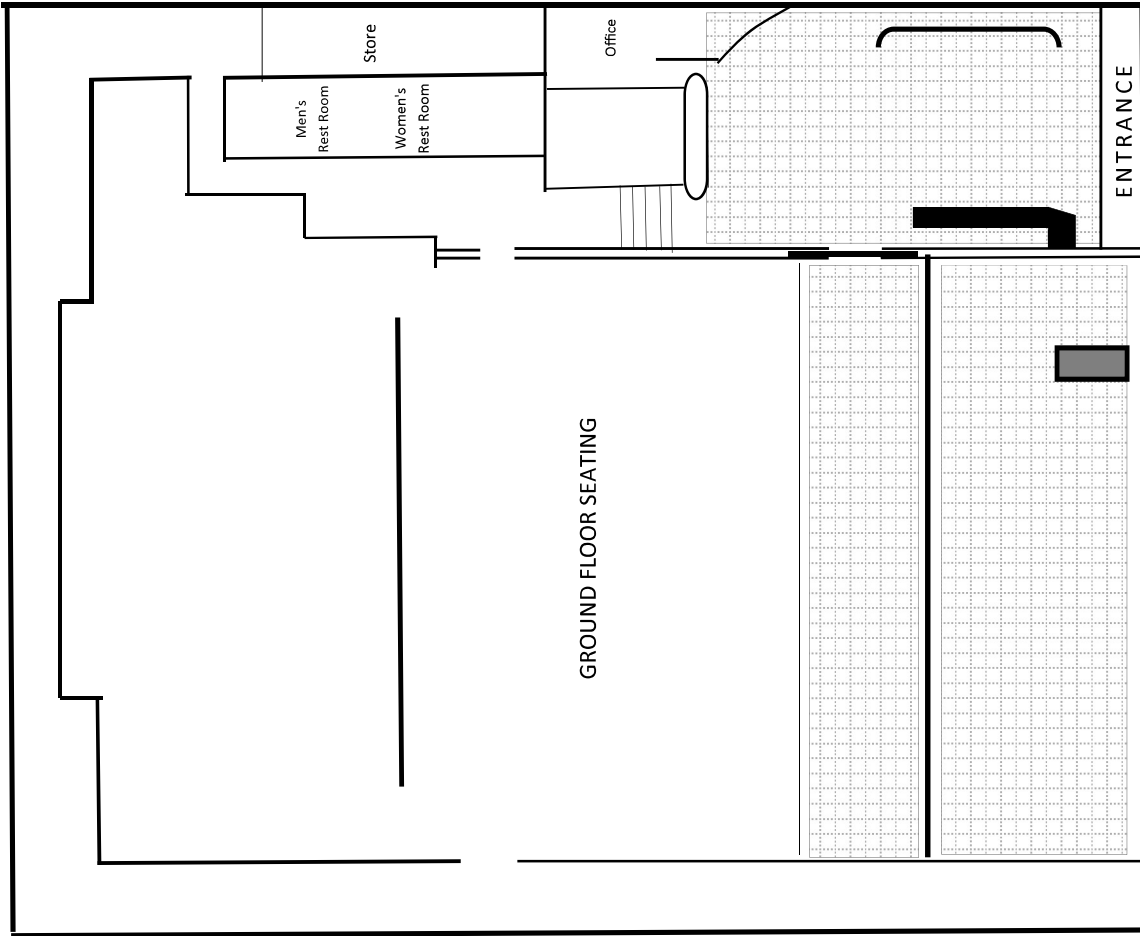 Store
Office
Men's
Rest Room
Women's
Rest Room
ENTRANCE
GROUND FLOOR SEATING